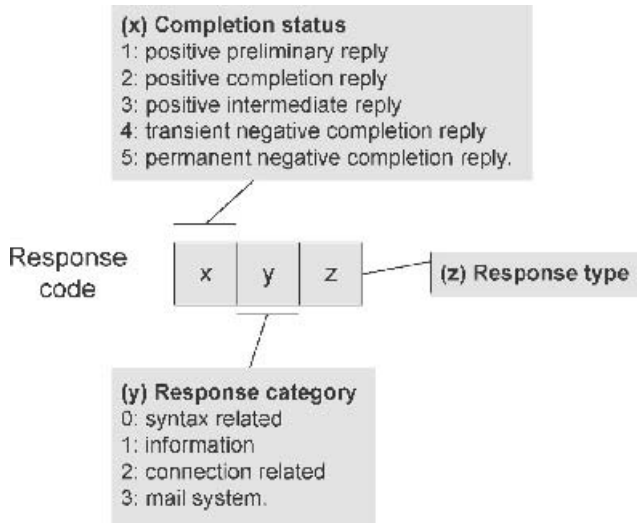 (x) Completion status
1: positive preliminary reply
2: positive completion reply
3: positive intermediate reply
4: transient negative completion reply
5: permanent negative completion reply.
Response
code
x
y
z
(z) Response type
(y) Response category
0: syntax related
1: information
2: connection related
3: mail system.